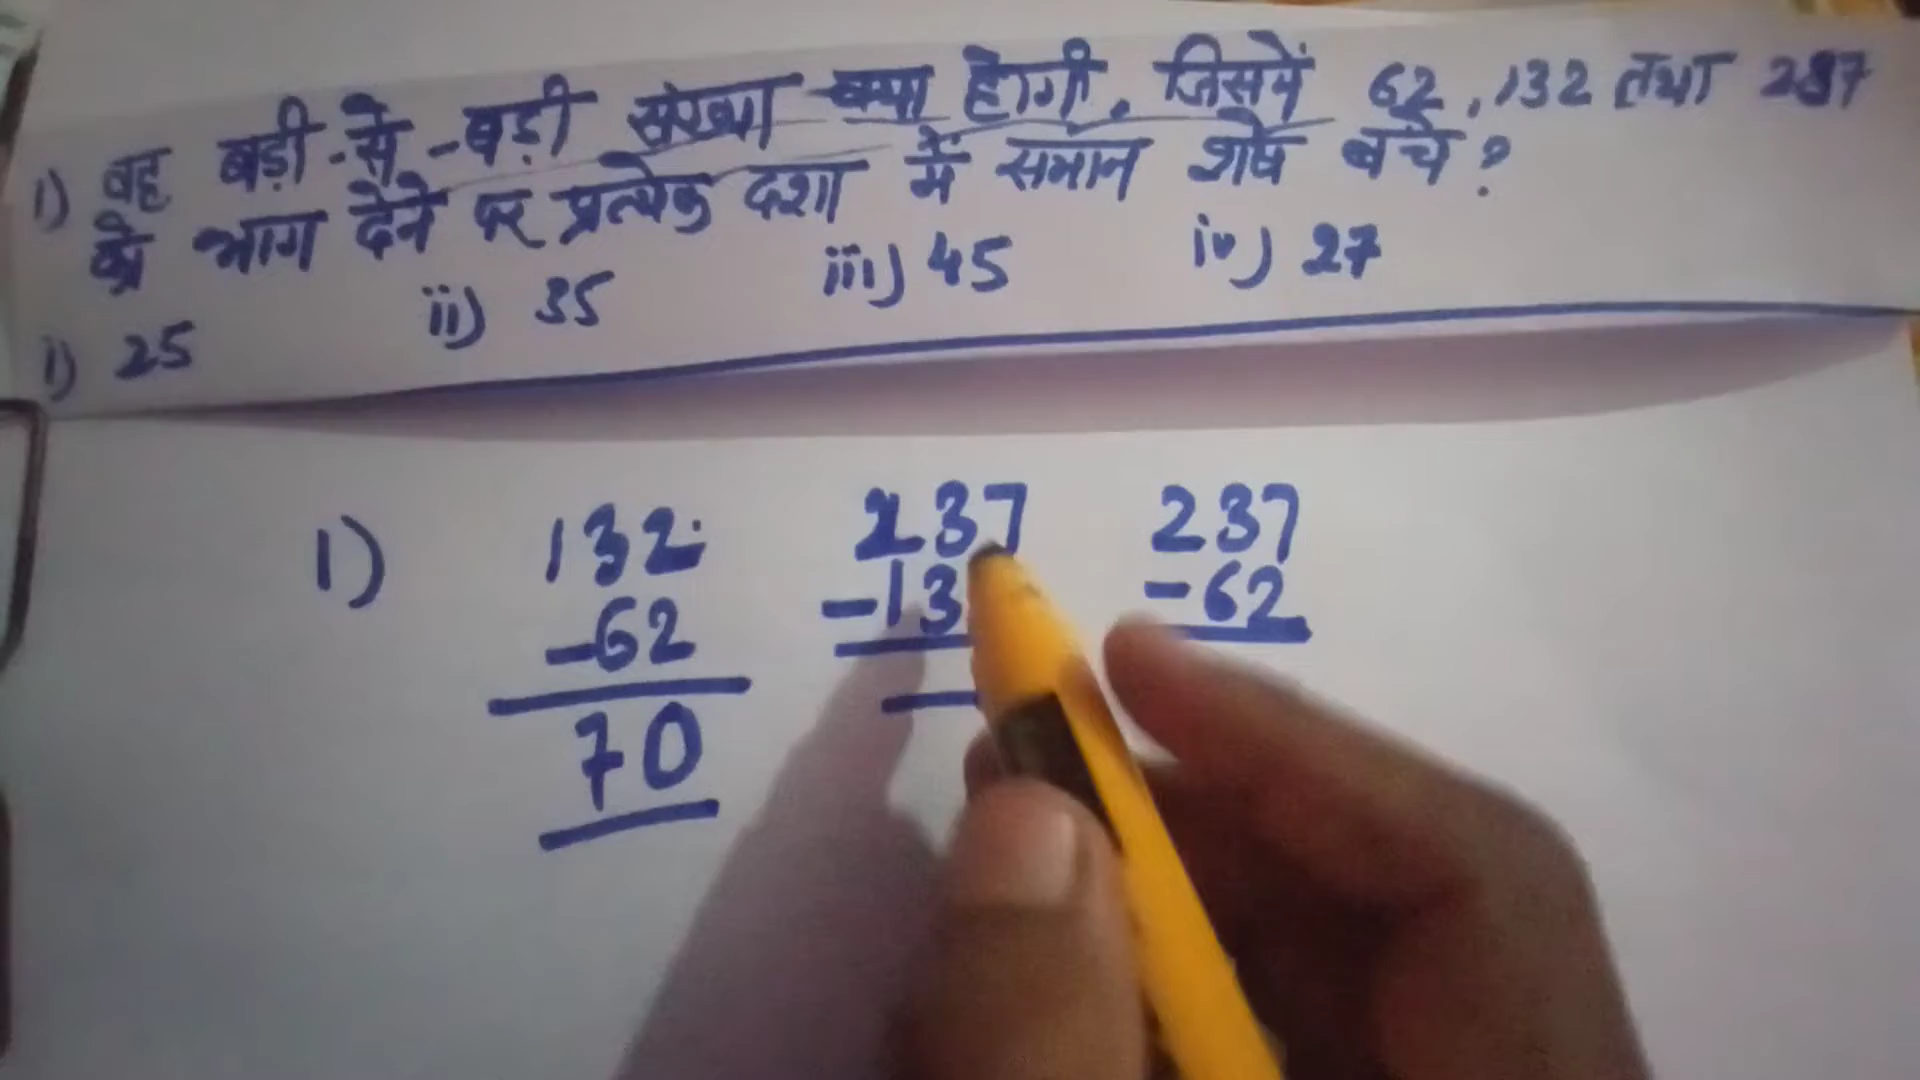 1) वह बड़ी-से-बड़ी संख्या क्या होगी, जिसमें 62, 132 तथा 237
को भाग देने पर प्रत्येक दशा में समान शेष बचे?
i) 25 ii) 35 iii) 45 iv) 27
1) 132 237 237
-62 -13 -62
70